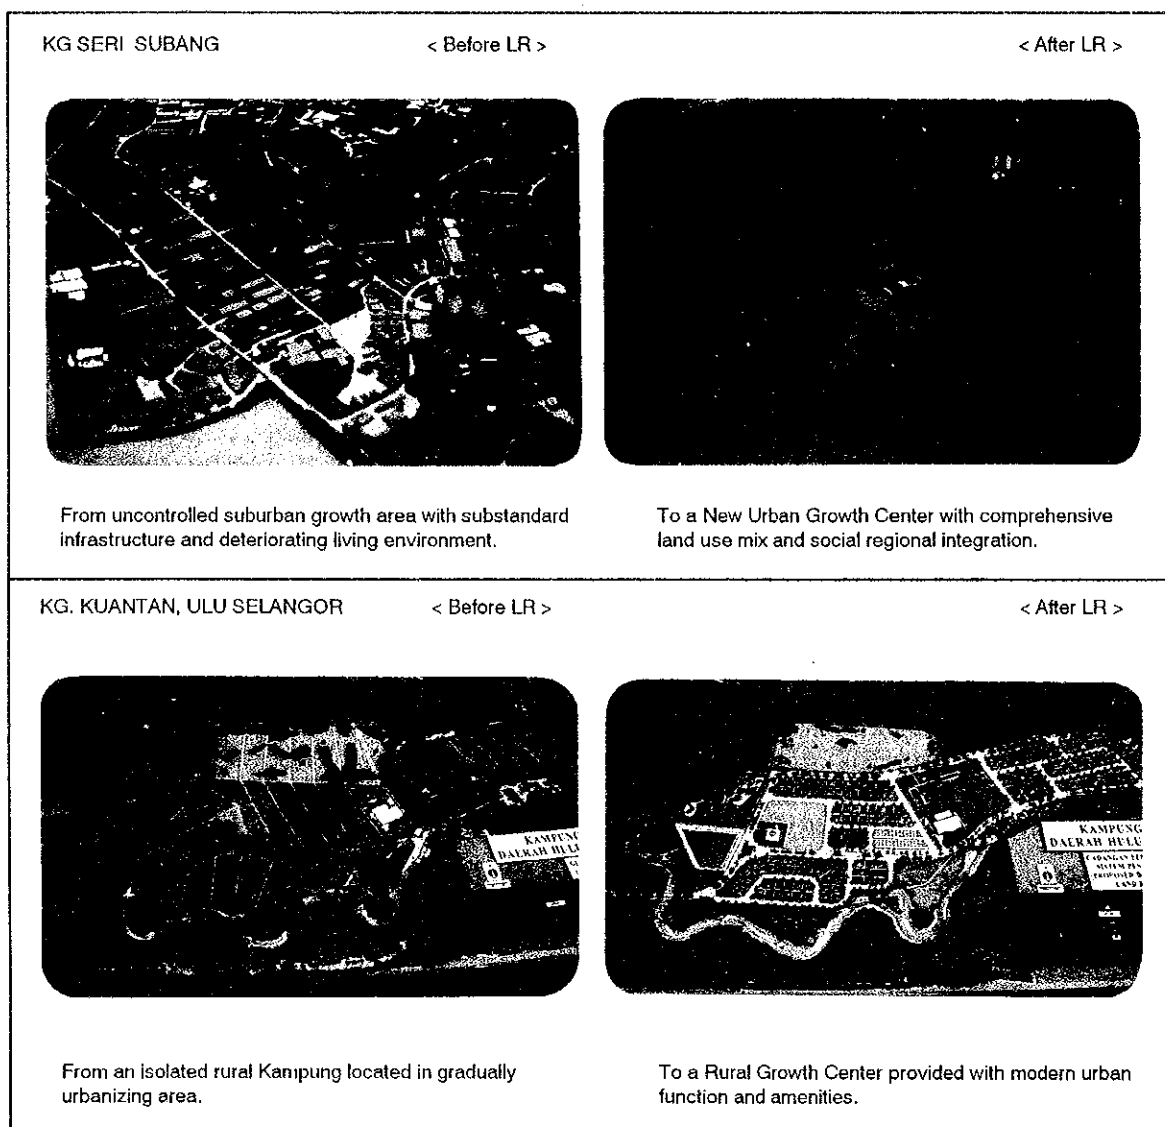 KG SERI SUBANG < Before LR > < After LR >
From uncontrolled suburban growth area with substandard
infrastructure and deteriorating living environment.
To a New Urban Growth Center with comprehensive
land use mix and social regional integration.
KG. KUANTAN, ULU SELANGOR < Before LR > < After LR >
KAMPUNG
DAERAH HULU
KAMPUNG
DAERAH HULU
SISTEM
PROPOSED
LAND
From an isolated rural Kampung located in gradually
urbanizing area.
To a Rural Growth Center provided with modern urban
function and amenities.